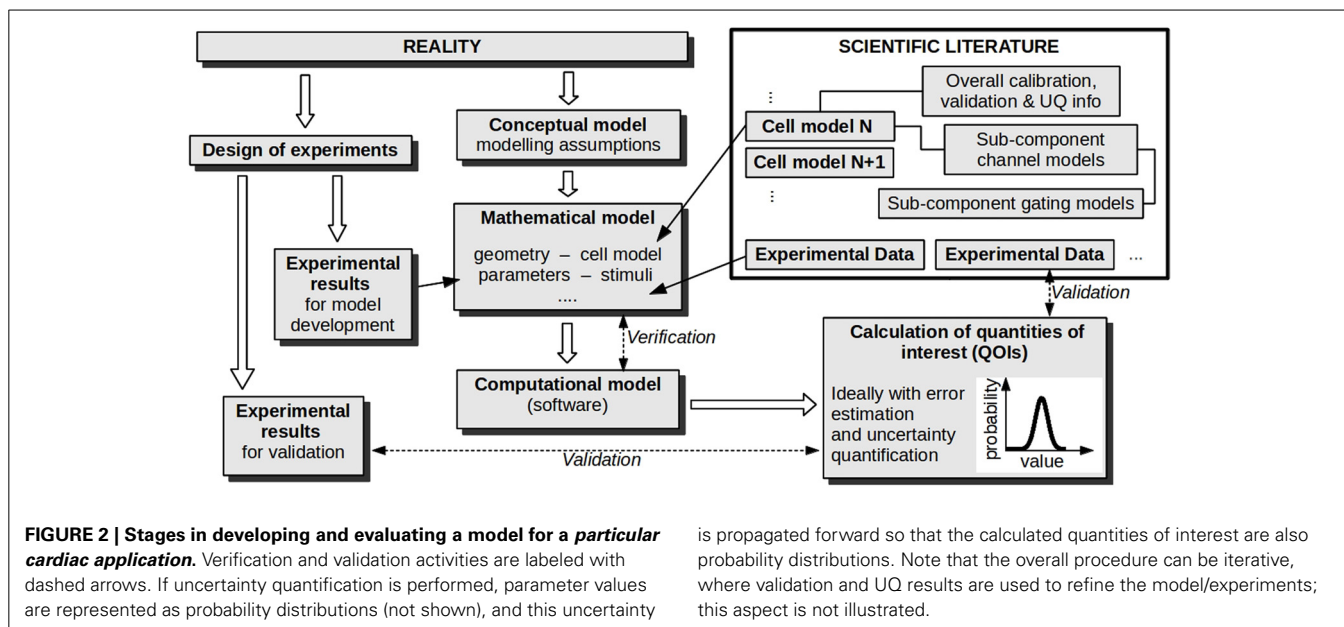 REALITY
Design of experiments
Conceptual model
modelling assumptions
Mathematical model
geometry – cell model
parameters – stimuli
....
Experimental
results
for model
development
Verification
Computational model
(software)
Experimental
results
for validation
Validation
SCIENTIFIC LITERATURE
Overall calibration,
validation & UQ info
...
Cell model N
Cell model N+1
...
Sub-component
channel models
Sub-component gating models
Experimental Data
Experimental Data
...
Validation
Calculation of quantities of
interest (QOIs)
Ideally with error
estimation
and uncertainty
quantification
probability
value
FIGURE 2 | Stages in developing and evaluating a model for a particular
cardiac application. Verification and validation activities are labeled with
dashed arrows. If uncertainty quantification is performed, parameter values
are represented as probability distributions (not shown), and this uncertainty
is propagated forward so that the calculated quantities of interest are also
probability distributions. Note that the overall procedure can be iterative,
where validation and UQ results are used to refine the model/experiments;
this aspect is not illustrated.